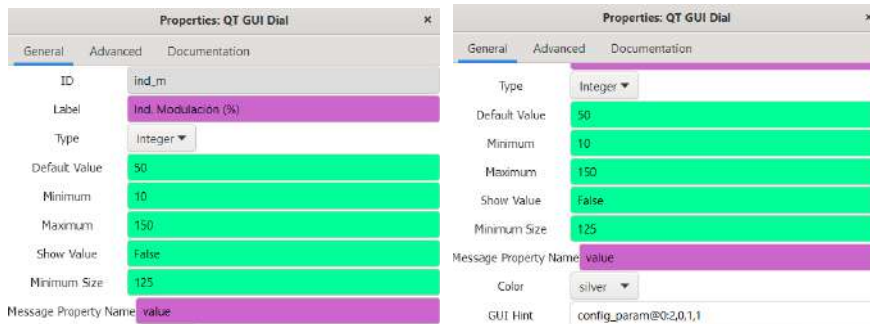 Properties: QT GUI Dial ×
General Advanced Documentation
ID ind_m
Label Ind. Modulación (%)
Type Integer
Default Value 50
Minimum 10
Maximum 150
Show Value False
Minimum Size 125
Message Property Name value
Properties: QT GUI Dial ×
General Advanced Documentation
Type Integer
Default Value 50
Minimum 10
Maximum 150
Show Value False
Minimum Size 125
Message Property Name value
Color silver
GUI Hint config_param@0:2,0,1,1